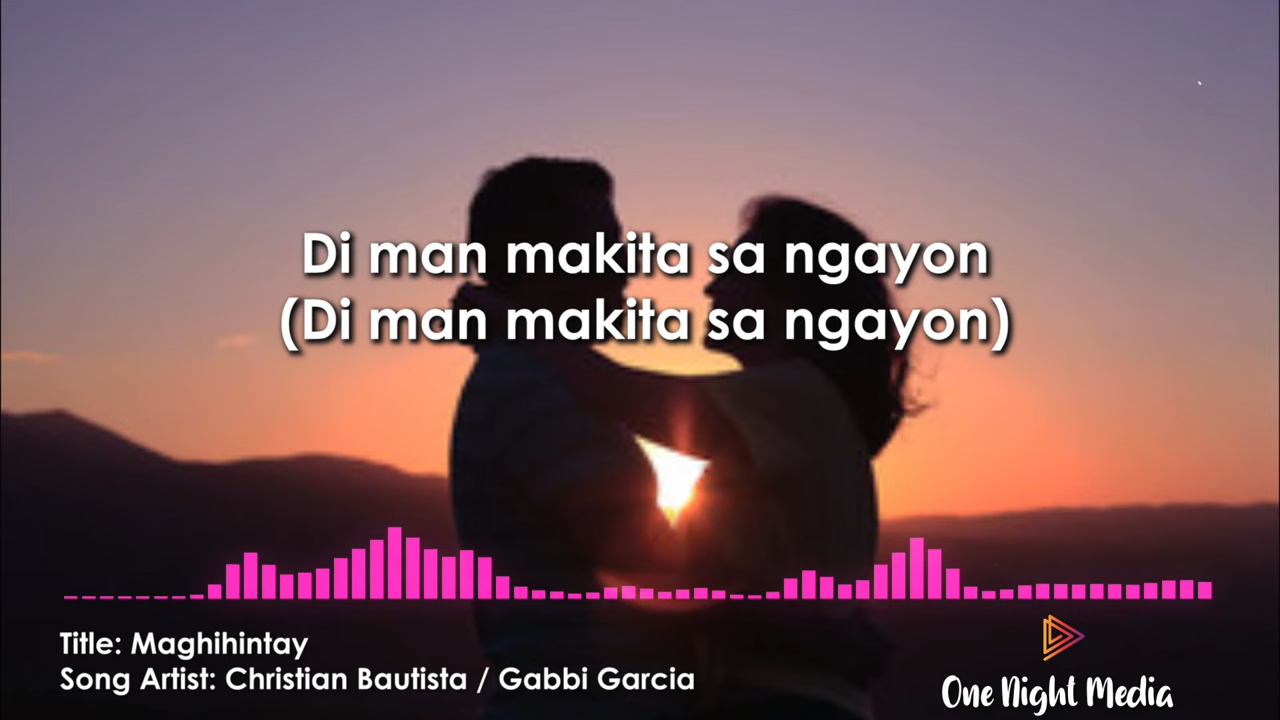 Di man makita sa ngayon
(Di man makita sa ngayon)
Title: Maghihintay
Song Artist: Christian Bautista / Gabbi Garcia
One Night Media